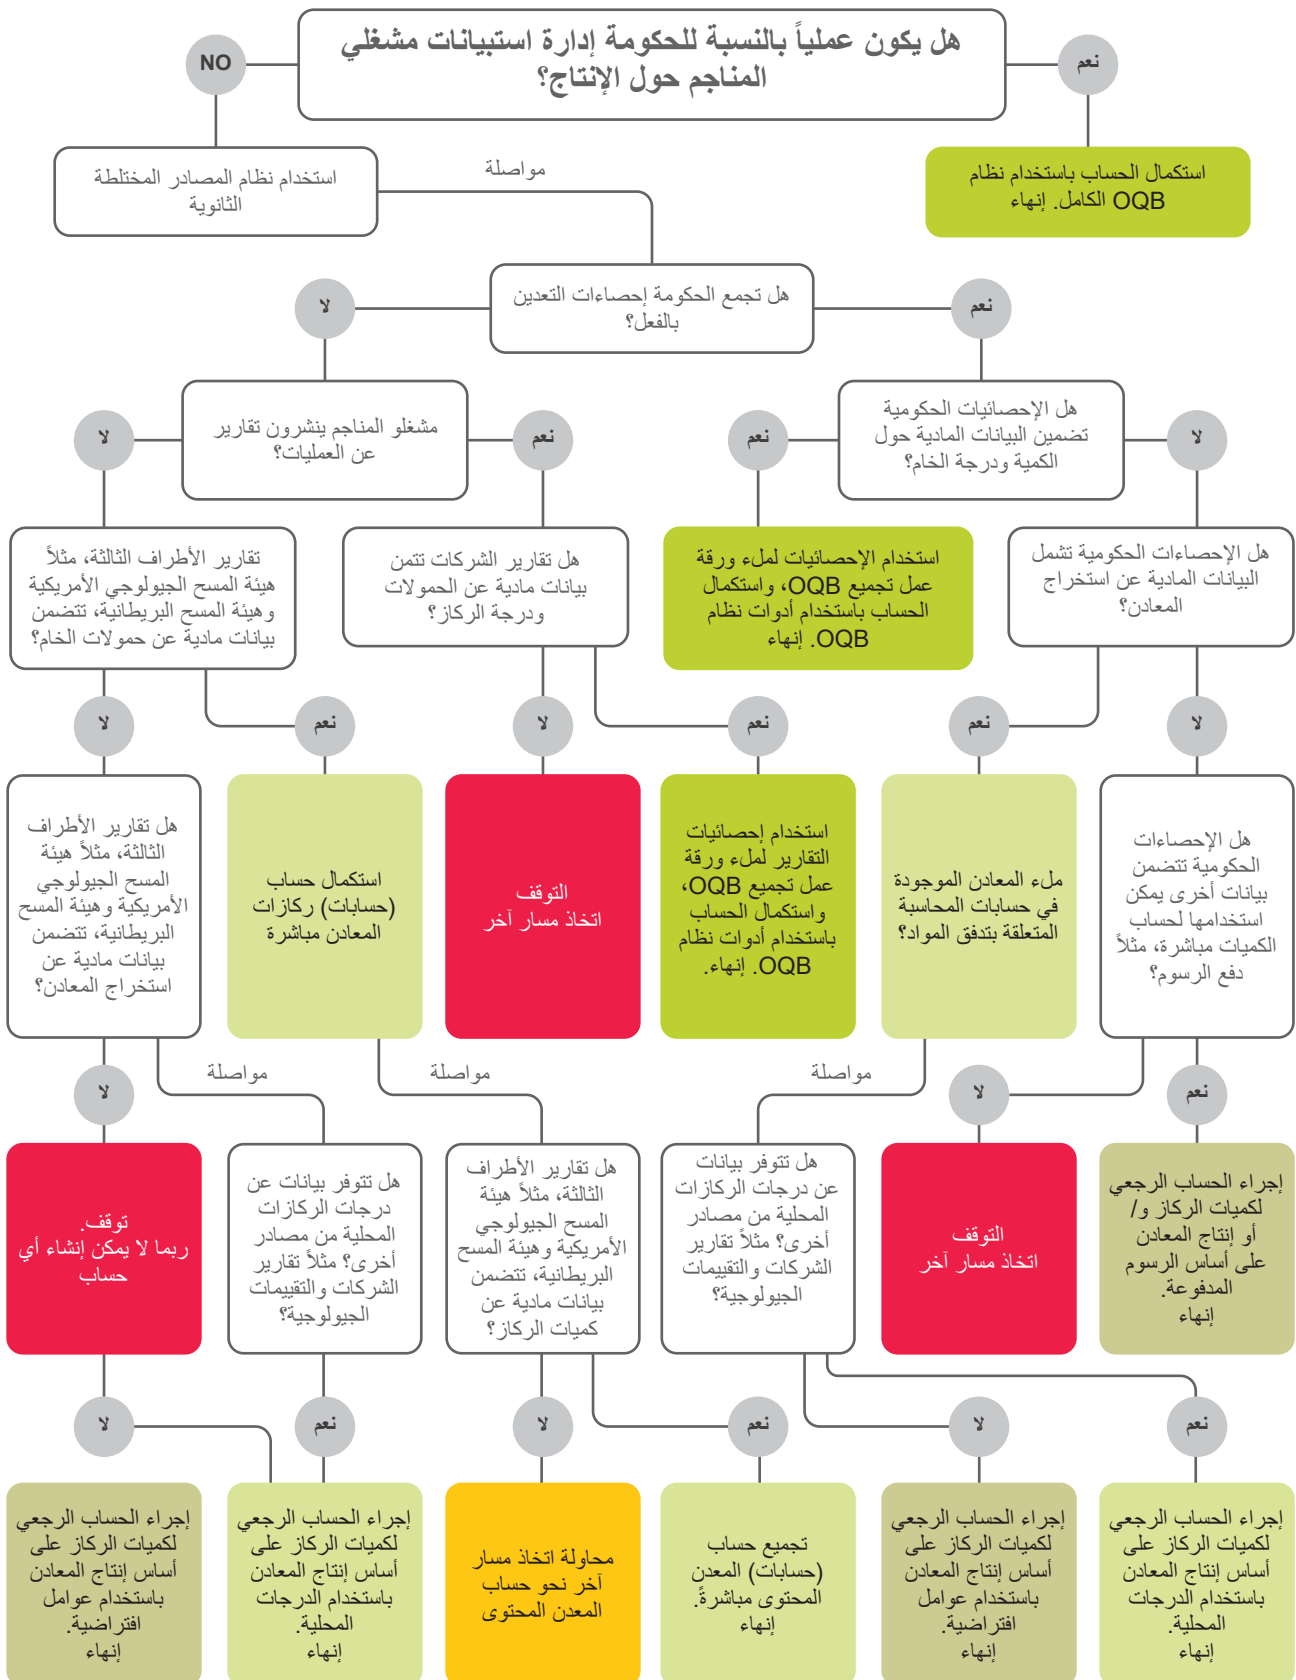 هل يكون عملياً بالنسبة للحكومة إدارة استبيانات مشغلي
المناجم حول الإنتاج؟
نعم
NO
استكمال الحساب باستخدام نظام
OQB الكامل. إنهاء
استخدام نظام المصادر المختلطة
الثانوية
مواصلة
هل تجمع الحكومة إحصاءات التعدين
بالفعل؟
نعم
لا
هل الإحصائيات الحكومية
تضمين البيانات المادية حول
الكمية ودرجة الخام؟
مشغلو المناجم ينشرون تقارير
عن العمليات؟
لا
نعم
نعم
لا
هل الإحصاءات الحكومية تشمل
البيانات المادية عن استخراج
المعادن؟
استخدام الإحصائيات لملء ورقة
عمل تجميع OQB، واستكمال
الحساب باستخدام أدوات نظام
OQB. إنهاء
هل تقارير الشركات تتمن
بيانات مادية عن الحمولات
ودرجة الركاز؟
تقارير الأطراف الثالثة، مثلاً
هيئة المسح الجيولوجي الأمريكية
وهيئة المسح البريطانية، تتضمن
بيانات مادية عن حمولات الخام؟
لا
نعم
نعم
لا
نعم
لا
هل الإحصاءات
الحكومية تتضمن
بيانات أخرى يمكن
استخدامها لحساب
الكميات مباشرة، مثلاً
دفع الرسوم؟
ملء المعادن الموجودة
في حسابات المحاسبة
المتعلقة بتدفق المواد؟
استخدام إحصائيات
التقارير لملء ورقة
عمل تجميع OQB،
واستكمال الحساب
باستخدام أدوات نظام
OQB. إنهاء.
التوقف
اتخاذ مسار آخر
استكمال حساب
(حسابات) ركازات
المعادن مباشرة
هل تقارير الأطراف
الثالثة، مثلاً هيئة
المسح الجيولوجي
الأمريكية وهيئة المسح
البريطانية، تتضمن
بيانات مادية عن
استخراج المعادن؟
نعم
لا
مواصلة
مواصلة
مواصلة
لا
إجراء الحساب الرجعي
لكميات الركاز و/
أو إنتاج المعادن
على أساس الرسوم
المدفوعة.
إنهاء
التوقف
اتخاذ مسار آخر
هل تتوفر بيانات
عن درجات الركازات
المحلية من مصادر
أخرى؟ مثلاً تقارير
الشركات والتقييمات
الجيولوجية؟
هل تقارير الأطراف
الثالثة، مثلاً هيئة
المسح الجيولوجي
الأمريكية وهيئة المسح
البريطانية، تتضمن
بيانات مادية عن
كميات الركاز؟
هل تتوفر بيانات عن
درجات الركازات
المحلية من مصادر
أخرى؟ مثلاً تقارير
الشركات والتقييمات
الجيولوجية؟
توقف.
ربما لا يمكن إنشاء أي
حساب
نعم
لا
نعم
لا
نعم
لا
إجراء الحساب الرجعي
لكميات الركاز على
أساس إنتاج المعادن
باستخدام الدرجات
المحلية.
إنهاء
إجراء الحساب الرجعي
لكميات الركاز على
أساس إنتاج المعادن
باستخدام عوامل
افتراضية.
إنهاء
تجميع حساب
(حسابات) المعدن
المحتوى مباشرةً.
إنهاء
محاولة اتخاذ مسار
آخر نحو حساب
المعدن المحتوى
إجراء الحساب الرجعي
لكميات الركاز على
أساس إنتاج المعادن
باستخدام الدرجات
المحلية.
إنهاء
إجراء الحساب الرجعي
لكميات الركاز على
أساس إنتاج المعادن
باستخدام عوامل
افتراضية.
إنهاء